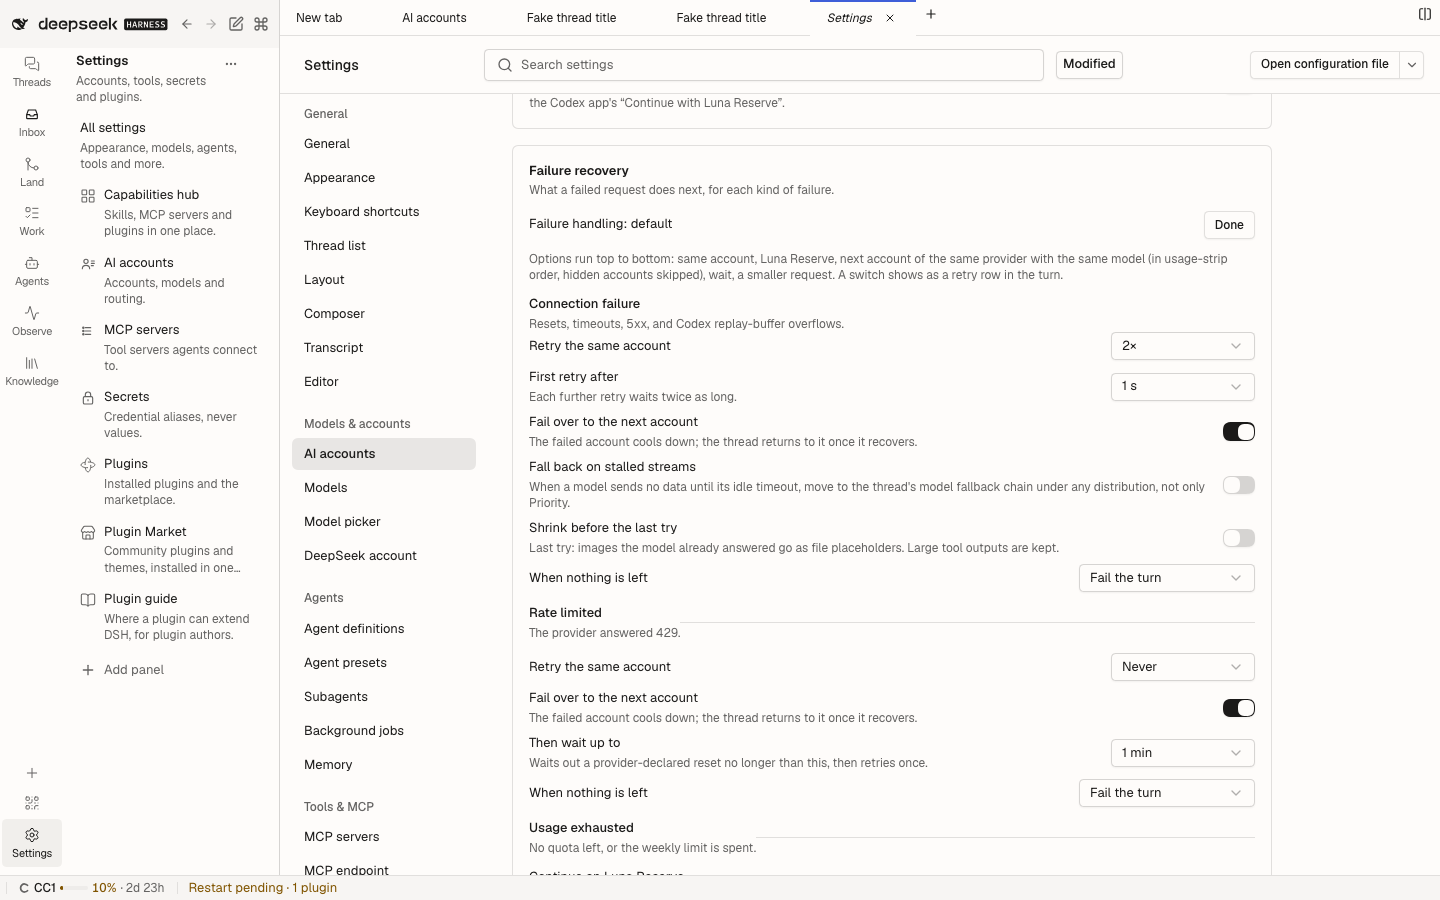 deepseek HARNESS
New tab
AI accounts
Fake thread title
Fake thread title
Settings
Threads
Inbox
Land
Work
Agents
Observe
Knowledge
Settings
Settings
Accounts, tools, secrets
and plugins.
All settings
Appearance, models, agents,
tools and more.
Capabilities hub
Skills, MCP servers and
plugins in one place.
AI accounts
Accounts, models and
routing.
MCP servers
Tool servers agents connect
to.
Secrets
Credential aliases, never
values.
Plugins
Installed plugins and the
marketplace.
Plugin Market
Community plugins and
themes, installed in one…
Plugin guide
Where a plugin can extend
DSH, for plugin authors.
Add panel
Settings
Search settings
Modified
Open configuration file
General
General
Appearance
Keyboard shortcuts
Thread list
Layout
Composer
Transcript
Editor
Models & accounts
AI accounts
Models
Model picker
DeepSeek account
Agents
Agent definitions
Agent presets
Subagents
Background jobs
Memory
Tools & MCP
MCP servers
MCP endpoint
the Codex app's “Continue with Luna Reserve”.
Failure recovery
What a failed request does next, for each kind of failure.
Failure handling: default
Done
Options run top to bottom: same account, Luna Reserve, next account of the same provider with the same model (in usage-strip
order, hidden accounts skipped), wait, a smaller request. A switch shows as a retry row in the turn.
Connection failure
Resets, timeouts, 5xx, and Codex replay-buffer overflows.
Retry the same account
2×
First retry after
Each further retry waits twice as long.
1 s
Fail over to the next account
The failed account cools down; the thread returns to it once it recovers.
Fall back on stalled streams
When a model sends no data until its idle timeout, move to the thread's model fallback chain under any distribution, not only
Priority.
Shrink before the last try
Last try: images the model already answered go as file placeholders. Large tool outputs are kept.
When nothing is left
Fail the turn
Rate limited
The provider answered 429.
Retry the same account
Never
Fail over to the next account
The failed account cools down; the thread returns to it once it recovers.
Then wait up to
Waits out a provider-declared reset no longer than this, then retries once.
1 min
When nothing is left
Fail the turn
Usage exhausted
No quota left, or the weekly limit is spent.
Continue on Luna Reserve
C CC1 10% · 2d 23h
Restart pending · 1 plugin